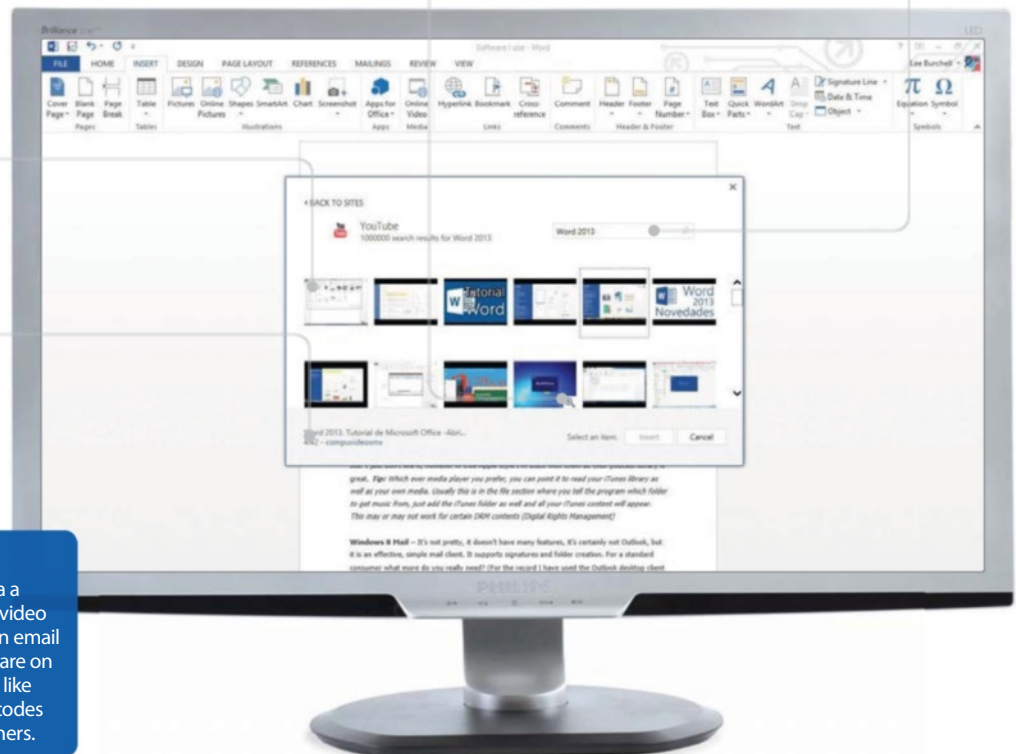 Brilliance
LED
Software I use - Word
FILE HOME INSERT DESIGN PAGE LAYOUT REFERENCES MAILINGS REVIEW VIEW
Lee Burchell
Cover Page Blank Page Page Break Table Pictures Online Pictures Shapes SmartArt Chart Screenshot Apps for Office Online Video Hyperlink Bookmark Cross-reference Comment Header Footer Page Number Text Box Quick Parts WordArt Drop Cap Signature Line Date & Time Object Equation Symbol
Pages Tables Illustrations Apps Media Links Comments Header & Footer Text Symbols
BACK TO SITES
YouTube
1000000 search results for Word 2013
Word 2013
Tutorial
Word
Word
2013
Novedades
Word 2013. Tutorial de Microsoft Office -Abri...
- compuvideosmx
Select an item. Insert Cancel
great. Tip: Which ever media player you prefer, you can point it to read your iTunes library as
well as your own media. Usually this is in the file section where you tell the program which folder
to get music from, just add the iTunes folder as well and all your iTunes content will appear.
This may or may not work for certain DRM contents (Digital Rights Management)
Windows 8 Mail – It's not pretty, it doesn't have many features, it's certainly not Outlook, but
it is an effective, simple mail client. It supports signatures and folder creation. For a standard
consumer what more do you really need? (For the record I have used the Outlook desktop client
PHILIPS
a a
video
n email
are on
like
codes
ners.